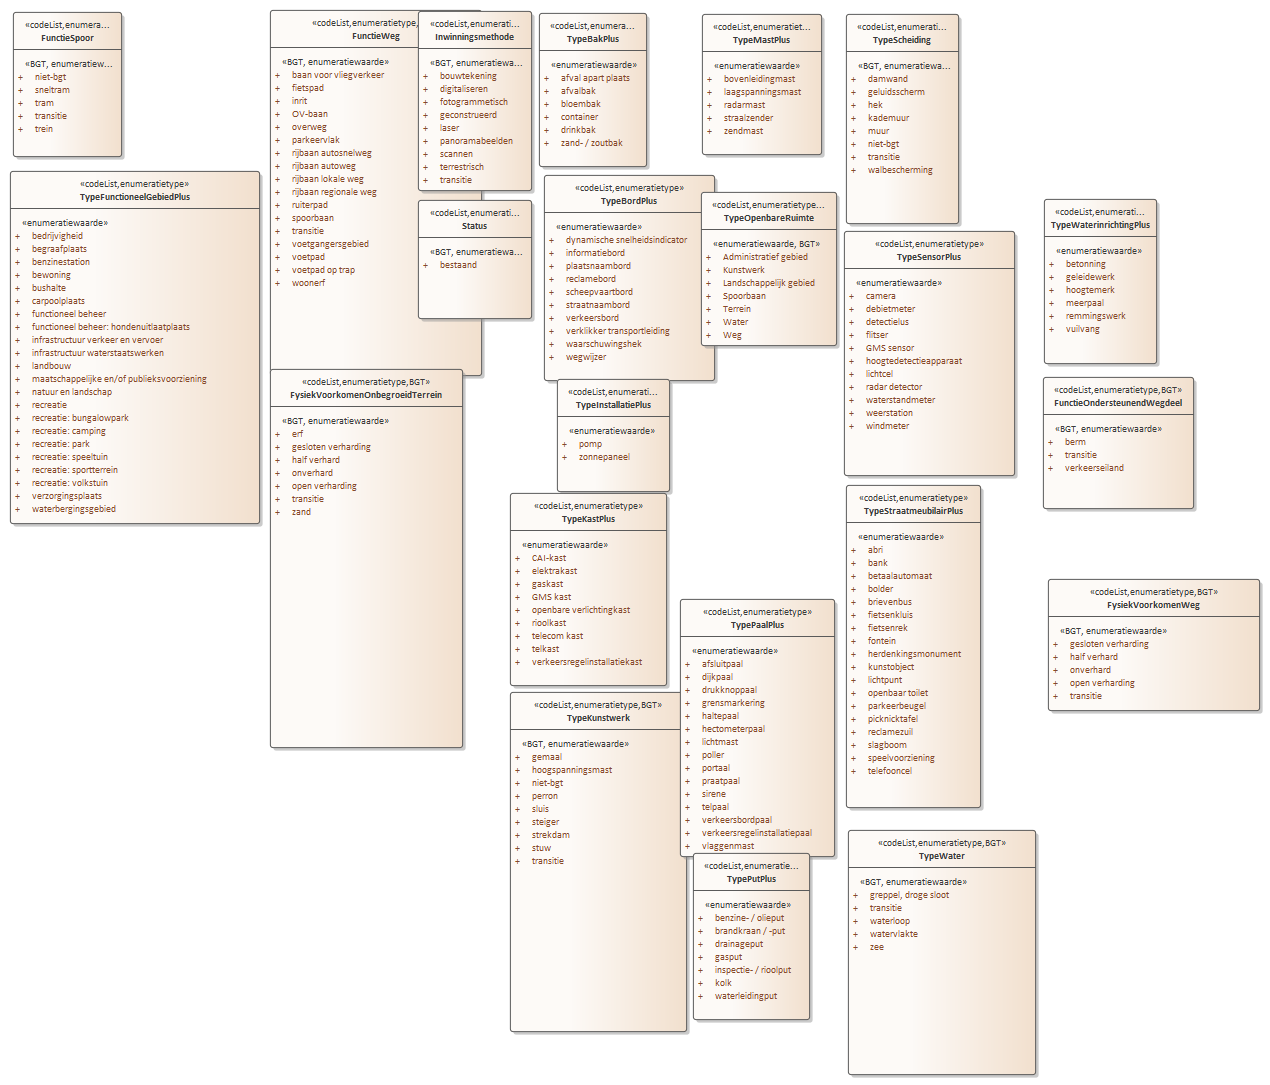 «codeList,enumera...
FunctieSpoor
«BGT, enumeratiew...
+ niet-bgt
+ sneltram
+ tram
+ transitie
+ trein
«codeList,enumeratietype»
TypeFunctioneelGebiedPlus
«enumeratiewaarde»
+ bedrijvigheid
+ begraafplaats
+ benzinestation
+ bewoning
+ bushalte
+ carpoolplaats
+ functioneel beheer
+ functioneel beheer: hondenuitlaatplaats
+ infrastructuur verkeer en vervoer
+ infrastructuur waterstaatswerken
+ landbouw
+ maatschappelijke en/of publieksvoorziening
+ natuur en landschap
+ recreatie
+ recreatie: bungalowpark
+ recreatie: camping
+ recreatie: park
+ recreatie: speeltuin
+ recreatie: sportterrein
+ recreatie: volkstuin
+ verzorgingsplaats
+ waterbergingsgebied
«codeList,enumeratietype,
FunctieWeg
«BGT, enumeratiewaarde»
+ baan voor vliegverkeer
+ fietspad
+ inrit
+ OV-baan
+ overweg
+ parkeervlak
+ rijbaan autosnelweg
+ rijbaan autoweg
+ rijbaan lokale weg
+ rijbaan regionale weg
+ ruiterpad
+ spoorbaan
+ transitie
+ voetgangersgebied
+ voetpad
+ voetpad op trap
+ woonerf
«codeList,enumeratietype,BGT»
FysiekVoorkomenOnbegroeidTerrein
«BGT, enumeratiewaarde»
+ erf
+ gesloten verharding
+ half verhard
+ onverhard
+ open verharding
+ transitie
+ zand
«codeList,enumerati...
Inwinningsmethode
«BGT, enumeratiewa...
+ bouwtekening
+ digitaliseren
+ fotogrammetisch
+ geconstrueerd
+ laser
+ panoramabeelden
+ scannen
+ terrestrisch
+ transitie
«codeList,enumerati...
Status
«BGT, enumeratiewa...
+ bestaand
«codeList,enumera...
TypeBakPlus
«enumeratiewaarde»
+ afval apart plaats
+ afvalbak
+ bloembak
+ container
+ drinkbak
+ zand- / zoutbak
«codeList,enumeratietype»
TypeBordPlus
«enumeratiewaarde»
+ dynamische snelheidsindicator
+ informatiebord
+ plaatsnaambord
+ reclamebord
+ scheepvaartbord
+ straatnaambord
+ verkeersbord
+ verklikker transportleiding
+ waarschuwingshek
+ wegwijzer
«codeList,enumerati...
TypeInstallatiePlus
«enumeratiewaarde»
+ pomp
+ zonnepaneel
«codeList,enumeratietype»
TypeKastPlus
«enumeratiewaarde»
+ CAI-kast
+ elektrakast
+ gaskast
+ GMS kast
+ openbare verlichtingkast
+ rioolkast
+ telecom kast
+ telkast
+ verkeersregelinstallatiekast
«codeList,enumeratietype,BGT»
TypeKunstwerk
«BGT, enumeratiewaarde»
+ gemaal
+ hoogspanningsmast
+ niet-bgt
+ perron
+ sluis
+ steiger
+ strekdam
+ stuw
+ transitie
«codeList,enumeratiet...
TypeMastPlus
«enumeratiewaarde»
+ bovenleidingmast
+ laagspanningsmast
+ radarmast
+ straalzender
+ zendmast
«codeList,enumeratietype...
TypeOpenbareRuimte
«enumeratiewaarde, BGT»
+ Administratief gebied
+ Kunstwerk
+ Landschappelijk gebied
+ Spoorbaan
+ Terrein
+ Water
+ Weg
«codeList,enumeratietype»
TypePaalPlus
«enumeratiewaarde»
+ afsluitpaal
+ dijkpaal
+ drukknoppaal
+ grensmarkering
+ haltepaal
+ hectometerpaal
+ lichtmast
+ poller
+ portaal
+ praatpaal
+ sirene
+ telpaal
+ verkeersbordpaal
+ verkeersregelinstallatiepaal
+ vlaggenmast
«codeList,enumeratie...
TypePutPlus
«enumeratiewaarde»
+ benzine- / olieput
+ brandkraan / -put
+ drainageput
+ gasput
+ inspectie- / rioolput
+ kolk
+ waterleidingput
«codeList,enumerati...
TypeScheiding
«BGT, enumeratiewa...
+ damwand
+ geluidsscherm
+ hek
+ kademuur
+ muur
+ niet-bgt
+ transitie
+ walbescherming
«codeList,enumeratietype»
TypeSensorPlus
«enumeratiewaarde»
+ camera
+ debietmeter
+ detectielus
+ flitser
+ GMS sensor
+ hoogtedetectieapparaat
+ lichtcel
+ radar detector
+ waterstandmeter
+ weerstation
+ windmeter
«codeList,enumeratietype»
TypeStraatmeubilairPlus
«enumeratiewaarde»
+ abri
+ bank
+ betaalautomaat
+ bolder
+ brievenbus
+ fietsenkluis
+ fietsenrek
+ fontein
+ herdenkingsmonument
+ kunstobject
+ lichtpunt
+ openbaar toilet
+ parkeerbeugel
+ picknicktafel
+ reclamezuil
+ slagboom
+ speelvoorziening
+ telefooncel
«codeList,enumeratietype,BGT»
TypeWater
«BGT, enumeratiewaarde»
+ greppel, droge sloot
+ transitie
+ waterloop
+ watervlakte
+ zee
«codeList,enumerati...
TypeWaterinrichtingPlus
«enumeratiewaarde»
+ betonning
+ geleidewerk
+ hoogtemerk
+ meerpaal
+ remmingswerk
+ vuilvang
«codeList,enumeratietype,BGT»
FunctieOndersteunendWegdeel
«BGT, enumeratiewaarde»
+ berm
+ transitie
+ verkeerseiland
«codeList,enumeratietype,BGT»
FysiekVoorkomenWeg
«BGT, enumeratiewaarde»
+ gesloten verharding
+ half verhard
+ onverhard
+ open verharding
+ transitie